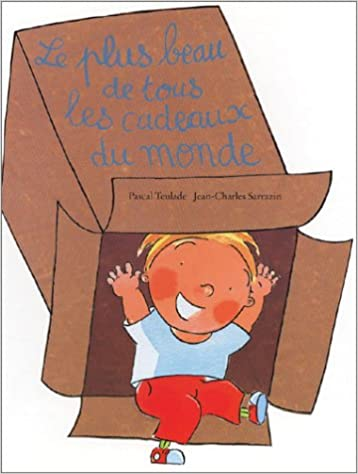 Le plus beau
de tous
les cadeaux
du monde
Pascal Teulade Jean-Charles Sarrazin